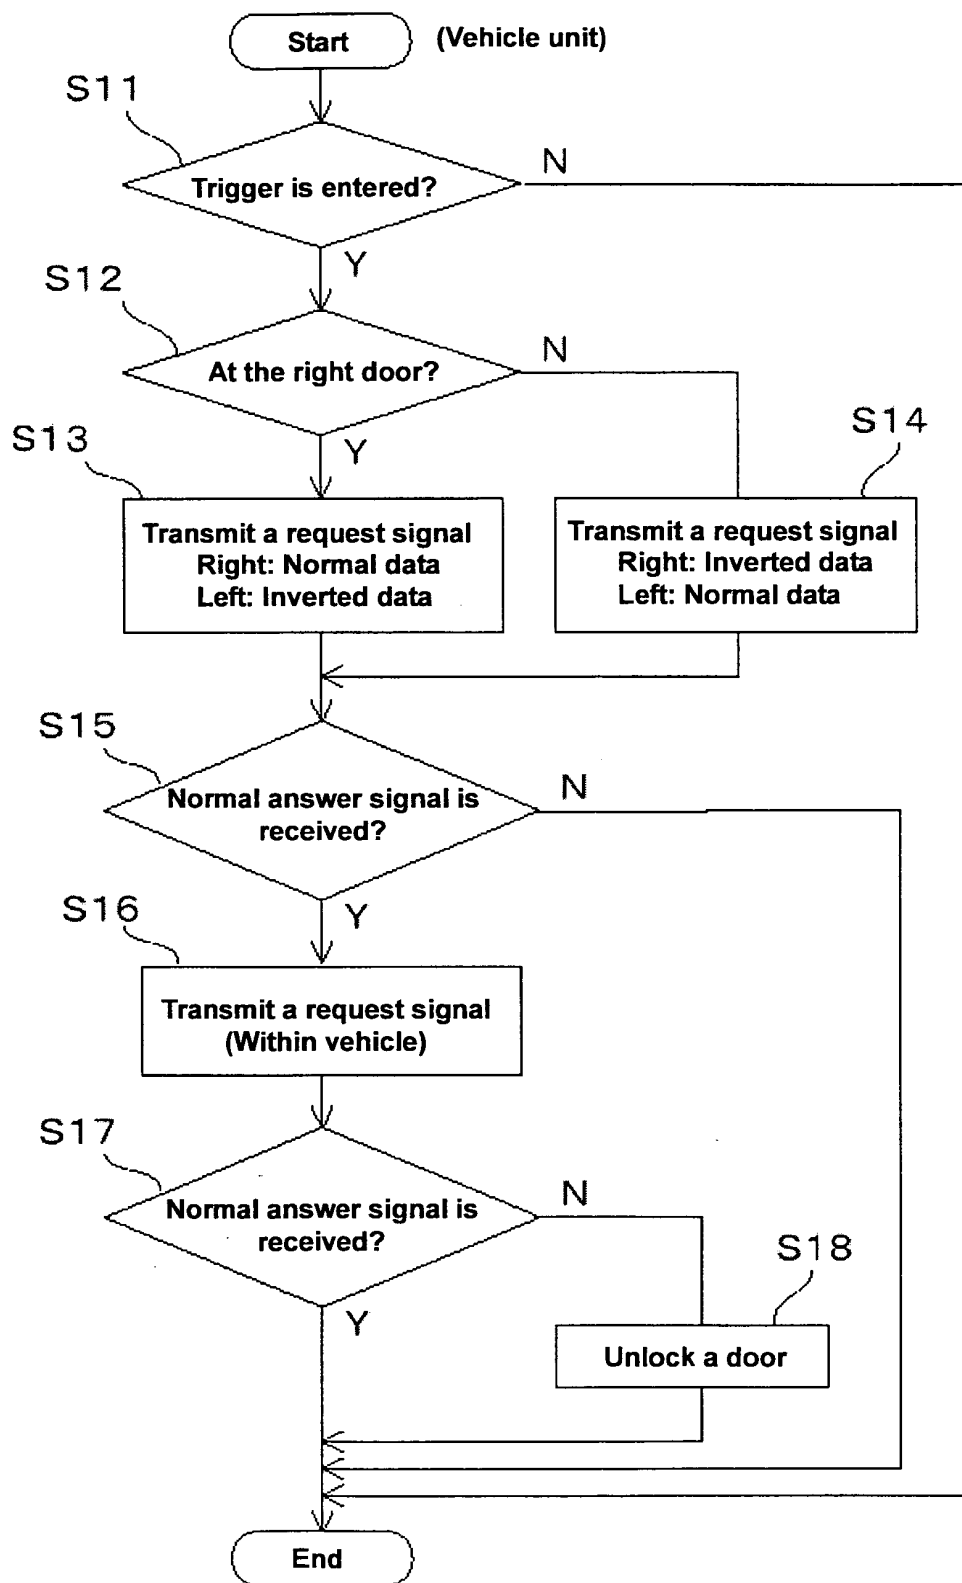 Start
(Vehicle unit)
S11
Trigger is entered?
N
Y
S12
At the right door?
N
Y
S13
Transmit a request signal
Right: Normal data
Left: Inverted data
S14
Transmit a request signal
Right: Inverted data
Left: Normal data
S15
Normal answer signal is
received?
N
Y
S16
Transmit a request signal
(Within vehicle)
S17
Normal answer signal is
received?
N
Y
S18
Unlock a door
End